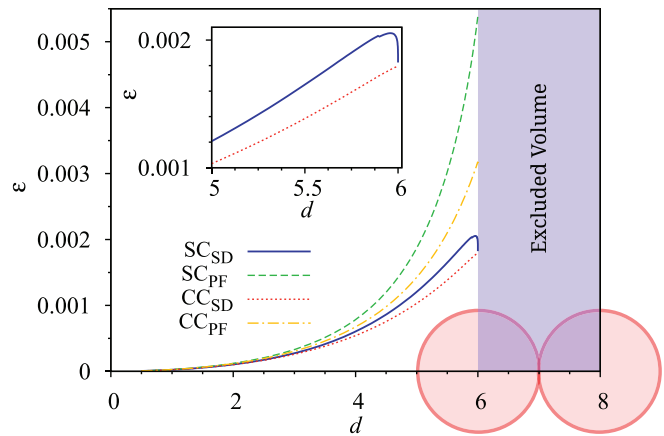 0.005
0.004
0.003
0.002
0.001
0
ε
0 2 4 6 8
d
0.002
0.001
ε
5 5.5 6
d
SC_SD
SC_PF
CC_SD
CC_PF
Excluded Volume